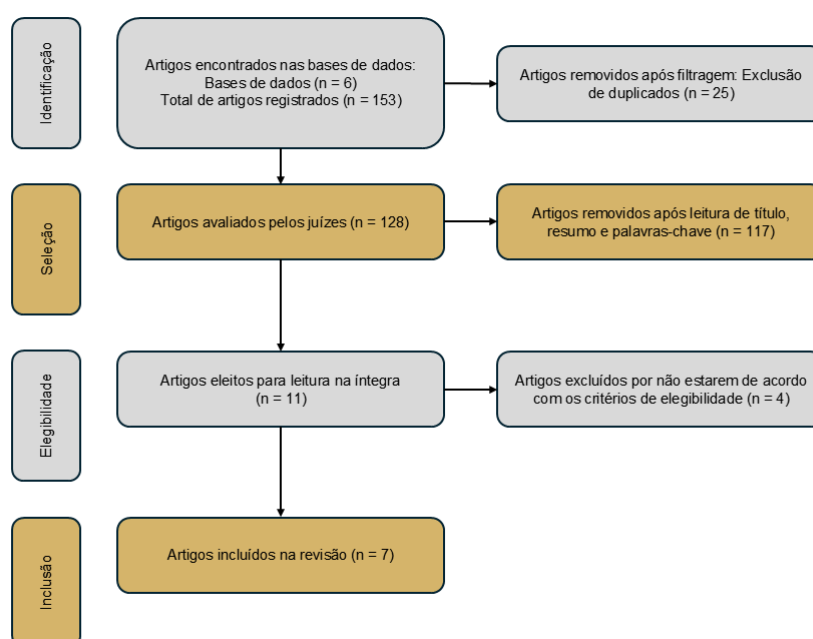 Identificação
Artigos encontrados nas bases de dados:
Bases de dados (n = 6)
Total de artigos registrados (n = 153)
Artigos removidos após filtragem: Exclusão
de duplicados (n = 25)
Seleção
Artigos avaliados pelos juízes (n = 128)
Artigos removidos após leitura de título,
resumo e palavras-chave (n = 117)
Elegibilidade
Artigos eleitos para leitura na íntegra
(n = 11)
Artigos excluídos por não estarem de acordo
com os critérios de elegibilidade (n = 4)
Inclusão
Artigos incluídos na revisão (n = 7)